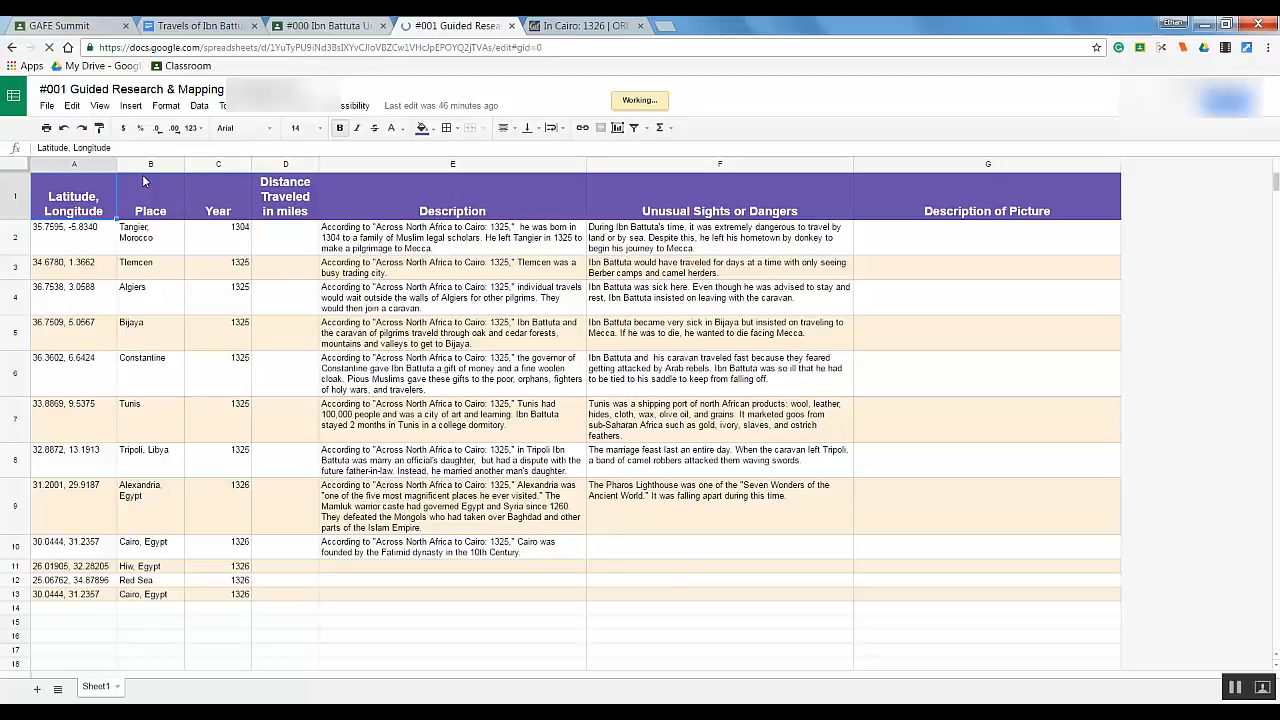 GAFE Summit × Travels of Ibn Battu × #000 Ibn Battuta U × #001 Guided Resea × In Cairo: 1326 | OR × Ethan
https://docs.google.com/spreadsheets/d/1YuTyPU9iNd3BsIXYvCJIoVBZCw1VHcJpEPOYQ2jTVAs/edit#gid=0
Apps My Drive - Goog Classroom
#001 Guided Research & Mapping
File Edit View Insert Format Data ssibility Last edit was 46 minutes ago
Working...
$ % .0 .00 123 Arial 14 B I S A Σ
fx Latitude, Longitude
A B C D E F G
1 Latitude, Longitude Place Year Distance Traveled in miles Description Unusual Sights or Dangers Description of Picture
2 35.7595, -5.8340 Tangier, Morocco 1304 According to "Across North Africa to Cairo: 1325," he was born in 1304 to a family of Muslim legal scholars. He left Tangier in 1325 to make a pilgrimage to Mecca. During Ibn Battuta's time, it was extremely dangerous to travel by land or by sea. Despite this, he left his hometown by donkey to begin his journey to Mecca.
3 34.6780, 1.3662 Tlemcen 1325 According to "Across North Africa to Cairo: 1325," Tlemcen was a busy trading city. Ibn Battuta would have traveled for days at a time with only seeing Berber camps and camel herders.
4 36.7538, 3.0588 Algiers 1325 According to "Across North Africa to Cairo: 1325," individual travels would wait outside the walls of Algiers for other pilgrims. They would then join a caravan. Ibn Battuta was sick here. Even though he was advised to stay and rest, Ibn Battuta insisted on leaving with the caravan.
5 36.7509, 5.0567 Bijaya 1325 According to "Across North Africa to Cairo: 1325," Ibn Battuta and the caravan of pilgrims traveld through oak and cedar forests, mountains and valleys to get to Bijaya. Ibn Battuta became very sick in Bijaya but insisted on traveling to Mecca. If he was to die, he wanted to die facing Mecca.
6 36.3602, 6.6424 Constantine 1325 According to "Across North Africa to Cairo: 1325," the governor of Constantine gave Ibn Battuta a gift of money and a fine woolen cloak. Pious Muslims gave these gifts to the poor, orphans, fighters of holy wars, and travelers. Ibn Battuta and his caravan traveled fast because they feared getting attacked by Arab rebels. Ibn Battuta was so ill that he had to be tied to his saddle to keep from falling off.
7 33.8869, 9.5375 Tunis 1325 According to "Across North Africa to Cairo: 1325," Tunis had 100,000 people and was a city of art and learning. Ibn Battuta stayed 2 months in Tunis in a college dormitory. Tunis was a shipping port of north African products: wool, leather, hides, cloth, wax, olive oil, and grains. It marketed goos from sub-Saharan Africa such as gold, ivory, slaves, and ostrich feathers.
8 32.8872, 13.1913 Tripoli, Libya 1325 According to "Across North Africa to Cairo: 1325," in Tripoli Ibn Battuta was marry an official's daughter, but had a dispute with the future father-in-law. Instead, he married another man's daughter. The marriage feast last an entire day. When the caravan left Tripoli, a band of camel robbers attacked them waving swords.
9 31.2001, 29.9187 Alexandria, Egypt 1326 According to "Across North Africa to Cairo: 1325," Alexandria was "one of the five most magnificent places he ever visited." The Mamluk warrior caste had governed Egypt and Syria since 1260. They defeated the Mongols who had taken over Baghdad and other parts of the Islam Empire. The Pharos Lighthouse was one of the "Seven Wonders of the Ancient World." It was falling apart during this time.
10 30.0444, 31.2357 Cairo, Egypt 1326 According to "Across North Africa to Cairo: 1325," Cairo was founded by the Fatimid dynasty in the 10th Century.
11 26.01905, 32.28205 Hiw, Egypt 1326
12 25.06762, 34.87896 Red Sea 1326
13 30.0444, 31.2357 Cairo, Egypt 1326
14
15
16
17
18
Sheet1